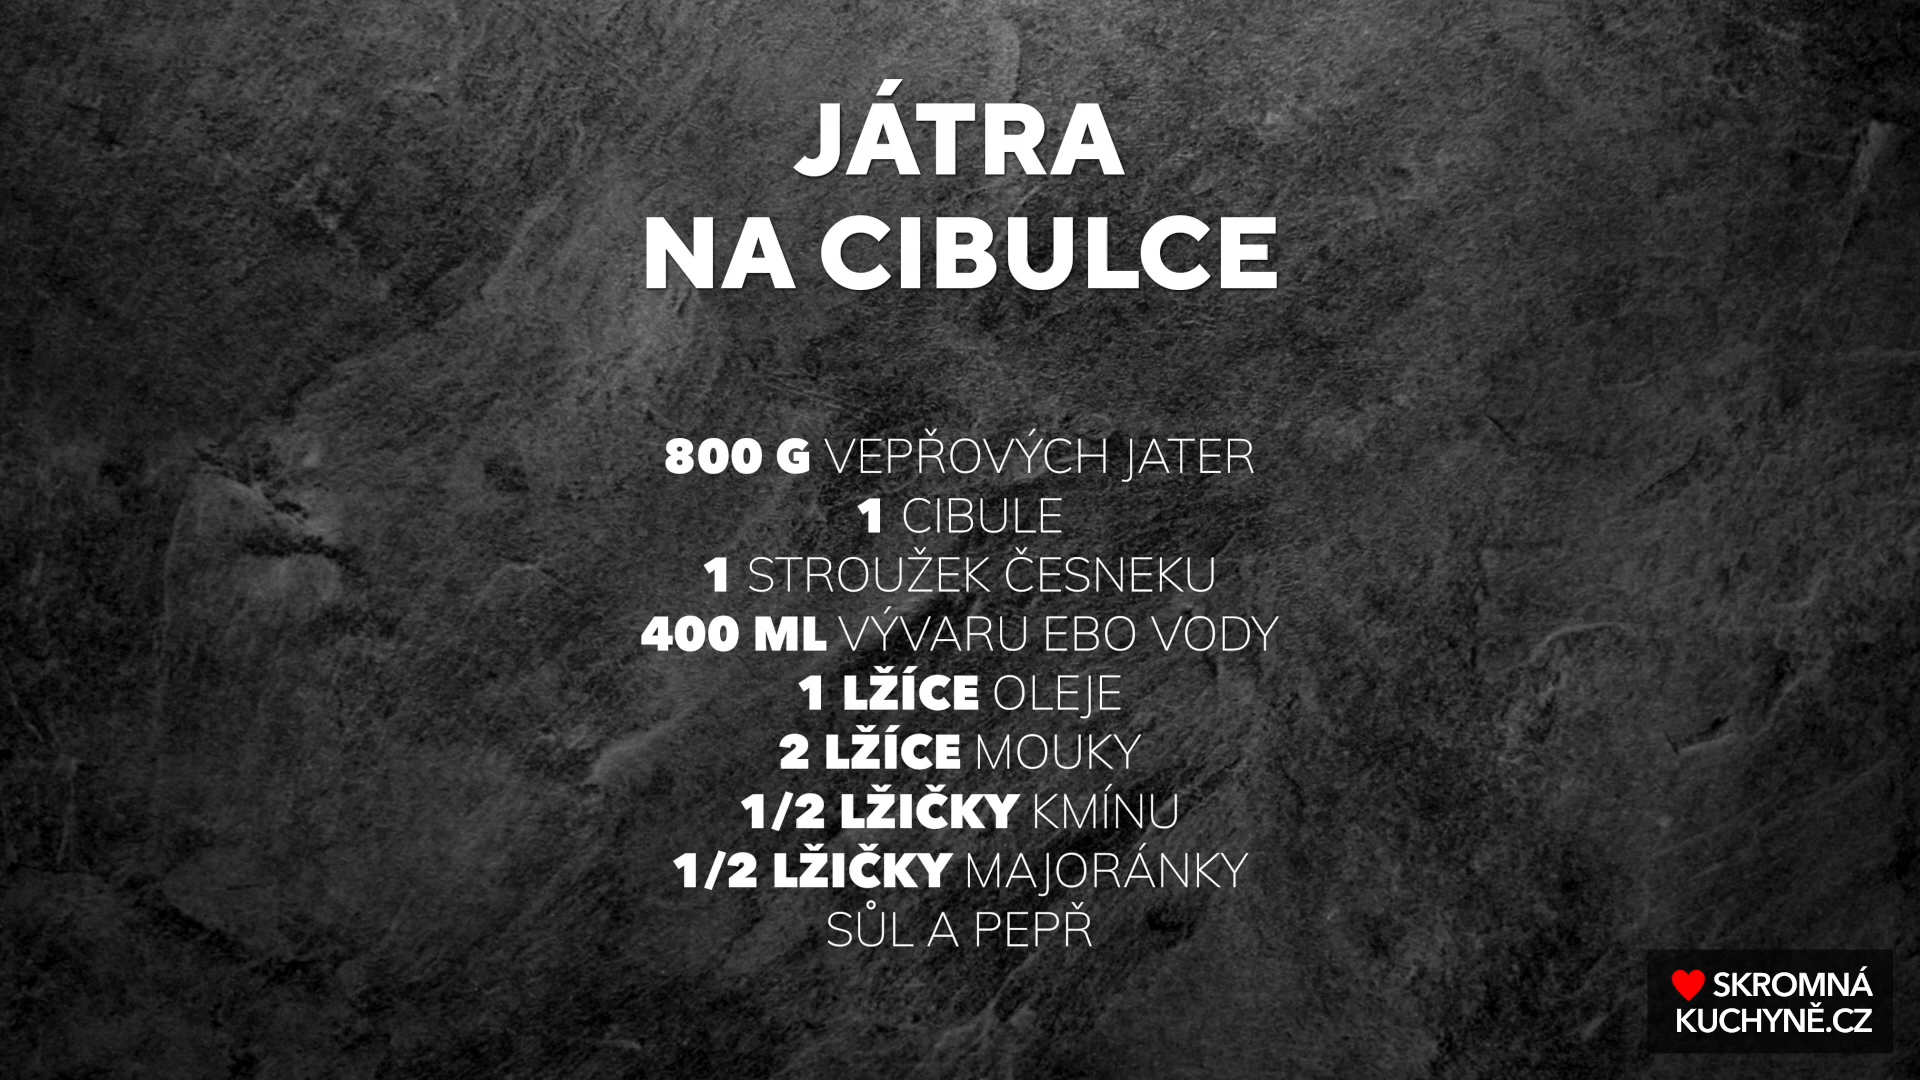 JÁTRA
NA CIBULCE
800 G VEPŘOVÝCH JATER
1 CIBULE
1 STROUŽEK ČESNEKU
400 ML VÝVARU EBO VODY
1 LŽÍCE OLEJE
2 LŽÍCE MOUKY
1/2 LŽIČKY KMÍNU
1/2 LŽIČKY MAJORÁNKY
SŮL A PEPŘ
SKROMNÁ
KUCHYNĚ.CZ